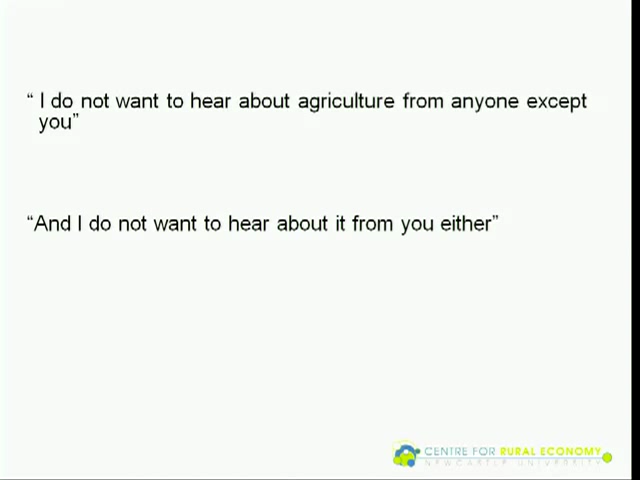 “ I do not want to hear about agriculture from anyone except
you”
“And I do not want to hear about it from you either”
CENTRE FOR RURAL ECONOMY
NEWCASTLE UNIVERSITY